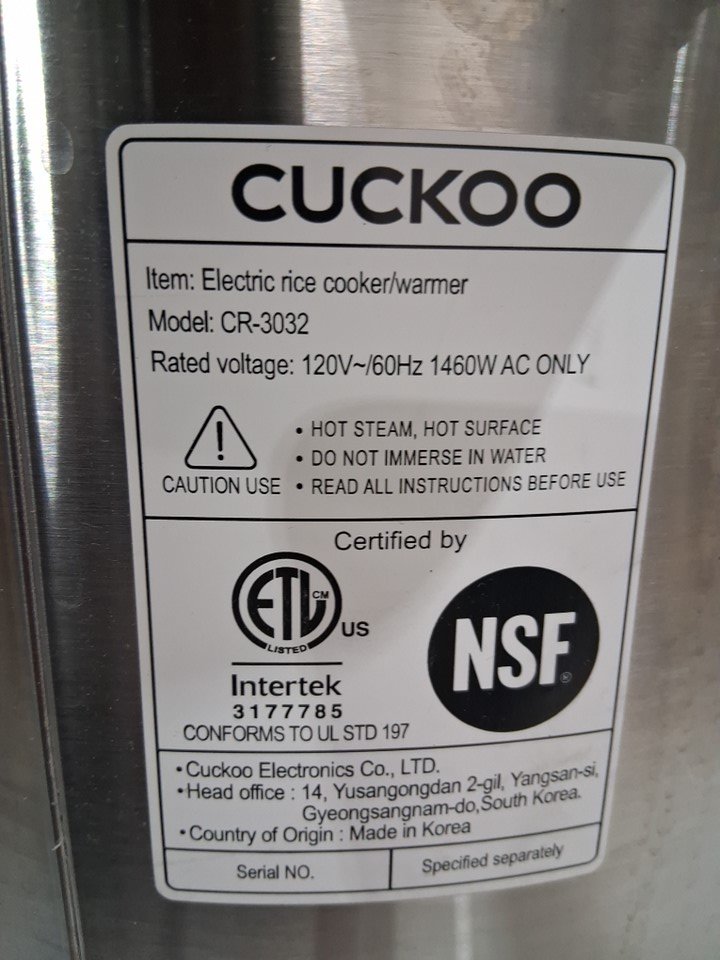 CUCKOO
Item: Electric rice cooker/warmer
Model: CR-3032
Rated voltage: 120V~/60Hz 1460W AC ONLY
• HOT STEAM, HOT SURFACE
• DO NOT IMMERSE IN WATER
CAUTION USE • READ ALL INSTRUCTIONS BEFORE USE
Certified by
ETL CM
LISTED
US
NSF®
Intertek
3177785
CONFORMS TO UL STD 197
•Cuckoo Electronics Co., LTD.
•Head office : 14, Yusangongdan 2-gil, Yangsan-si,
Gyeongsangnam-do,South Korea.
•Country of Origin : Made in Korea
Serial NO. Specified separately